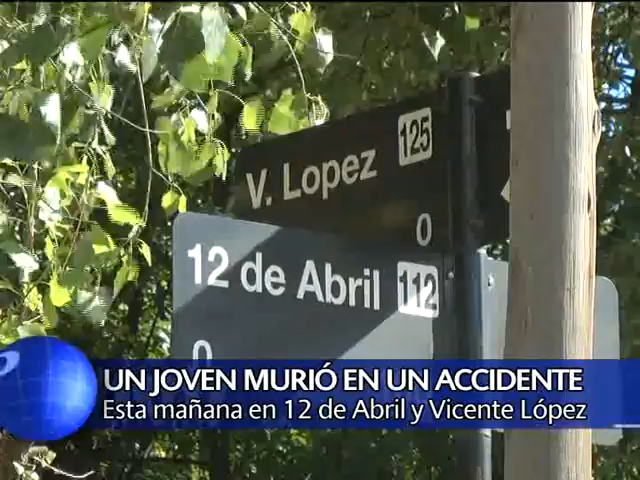 V. Lopez 125
0
12 de Abril 112
0
UN JOVEN MURIÓ EN UN ACCIDENTE
Esta mañana en 12 de Abril y Vicente López